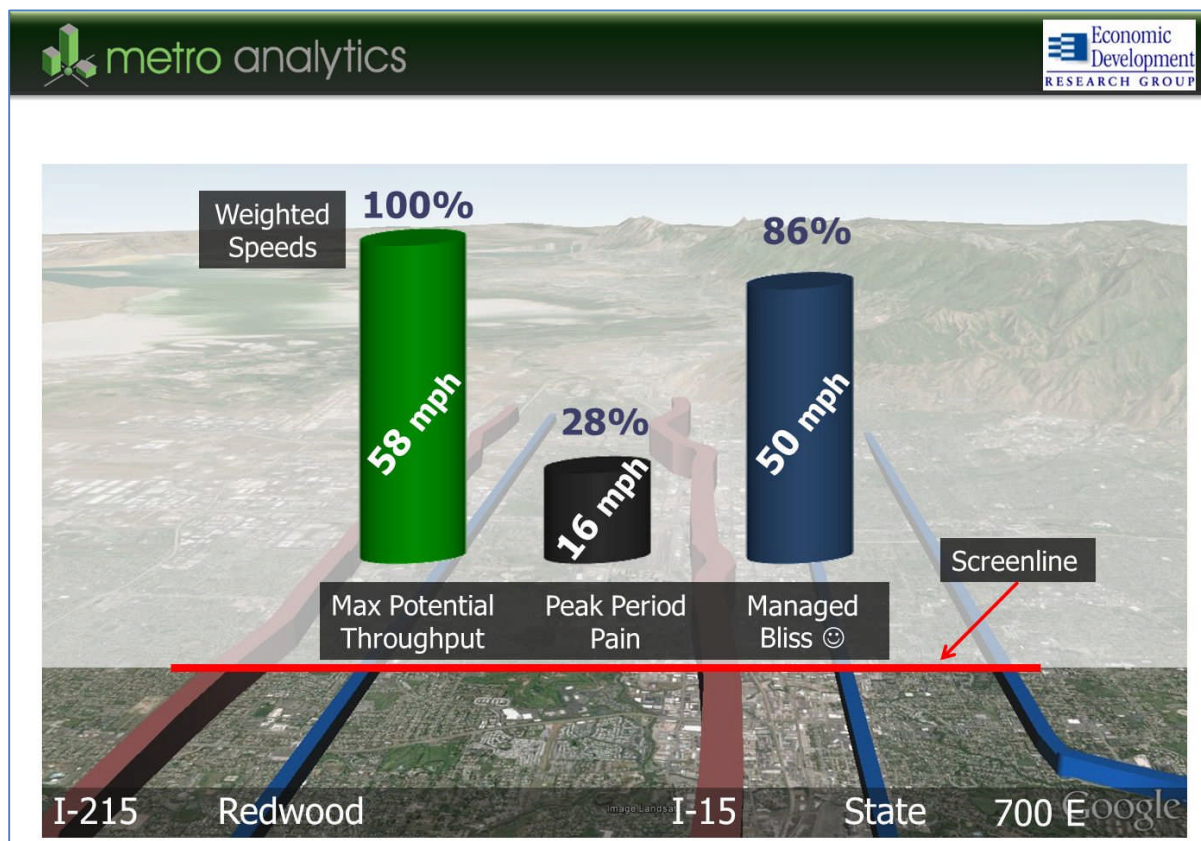 metro analytics
Economic
Development
RESEARCH GROUP
Weighted
Speeds
100%
86%
28%
58 mph
16 mph
50 mph
Screenline
Max Potential
Throughput
Peak Period
Pain
Managed
Bliss ☺
I-215
Redwood
Image Landsat
I-15
State
700 E
Google